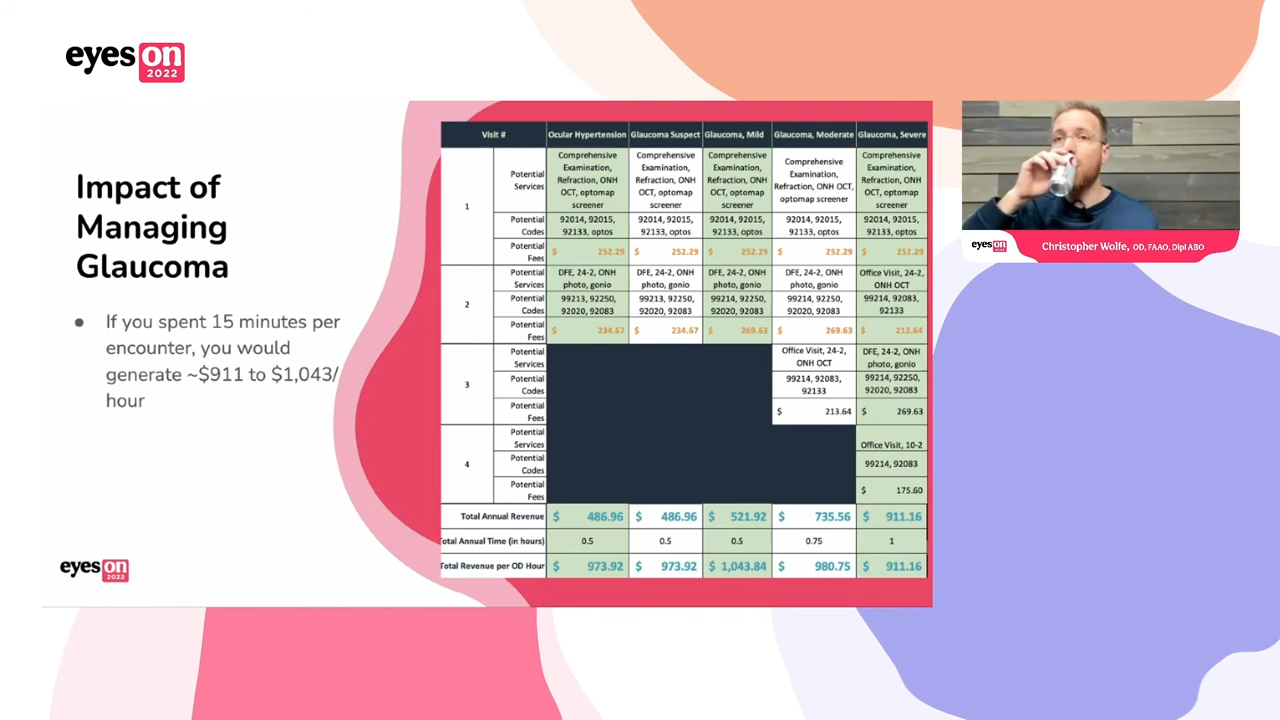 eyes on
2022
Impact of
Managing
Glaucoma
● If you spent 15 minutes per
encounter, you would
generate ~$911 to $1,043/
hour
eyes on
2022
Visit # Ocular Hypertension Glaucoma Suspect Glaucoma, Mild Glaucoma, Moderate Glaucoma, Severe
1
Potential
Services
Comprehensive
Examination,
Refraction, ONH
OCT, optomap
screener
Comprehensive
Examination,
Refraction, ONH
OCT, optomap
screener
Comprehensive
Examination,
Refraction, ONH
OCT, optomap
screener
Comprehensive
Examination,
Refraction, ONH OCT,
optomap screener
Comprehensive
Examination,
Refraction, ONH
OCT, optomap
screener
Potential
Codes
92014, 92015,
92133, optos
92014, 92015,
92133, optos
92014, 92015,
92133, optos
92014, 92015,
92133, optos
92014, 92015,
92133, optos
Potential
Fees
$ 252.29 $ 252.29 $ 252.29 $ 252.29 $ 252.29
2
Potential
Services
DFE, 24-2, ONH
photo, gonio
DFE, 24-2, ONH
photo, gonio
DFE, 24-2, ONH
photo, gonio
DFE, 24-2, ONH
photo, gonio
Office Visit, 24-2,
ONH OCT
Potential
Codes
99213, 92250,
92020, 92083
99213, 92250,
92020, 92083
99214, 92250,
92020, 92083
99214, 92250,
92020, 92083
99214, 92083,
92133
Potential
Fees
$ 234.67 $ 234.67 $ 269.63 $ 269.63 $ 213.64
3
Potential
Services
Office Visit, 24-2,
ONH OCT
DFE, 24-2, ONH
photo, gonio
Potential
Codes
99214, 92083,
92133
99214, 92250,
92020, 92083
Potential
Fees
$ 213.64 $ 269.63
4
Potential
Services
Office Visit, 10-2
Potential
Codes
99214, 92083
Potential
Fees
$ 175.60
Total Annual Revenue $ 486.96 $ 486.96 $ 521.92 $ 735.56 $ 911.16
Total Annual Time (in hours) 0.5 0.5 0.5 0.75 1
Total Revenue per OD Hour $ 973.92 $ 973.92 $ 1,043.84 $ 980.75 $ 911.16
eyes on
2022
Christopher Wolfe, OD, FAAO, Dipl ABO